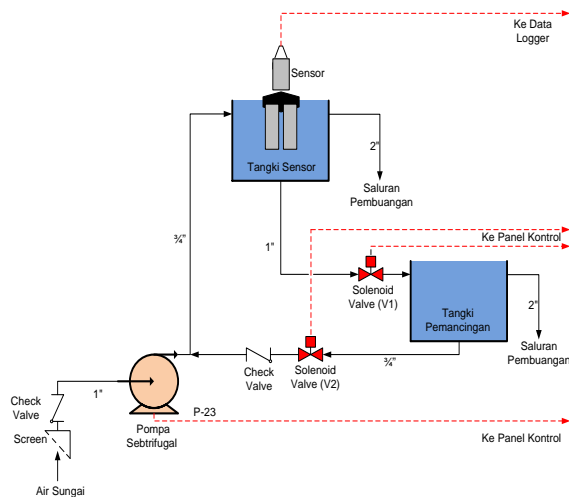 Ke Data
Logger
Sensor
Tangki Sensor
2"
Saluran
Pembuangan
¾"
1"
Ke Panel Kontrol
Solenoid
Valve (V1)
Tangki
Pemancingan
2"
Saluran
Pembuangan
Check
Valve
Solenoid
Valve (V2)
¾"
1"
Check
Valve
Screen
P-23
Pompa
Sebtrifugal
Ke Panel Kontrol
Air Sungai